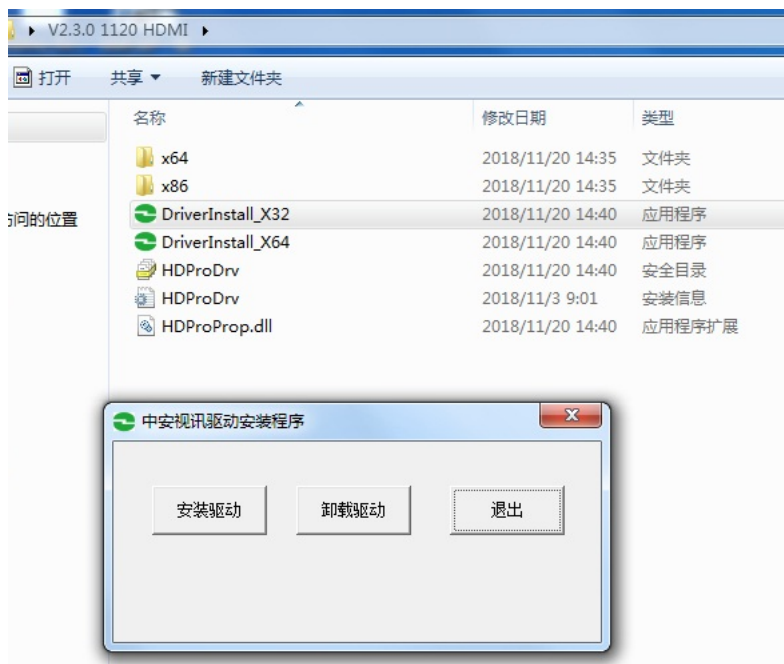 V2.3.0 1120 HDMI
打开 共享 新建文件夹
名称 修改日期 类型
x64 2018/11/20 14:35 文件夹
x86 2018/11/20 14:35 文件夹
DriverInstall_X32 2018/11/20 14:40 应用程序
DriverInstall_X64 2018/11/20 14:40 应用程序
HDProDrv 2018/11/20 14:40 安全目录
HDProDrv 2018/11/3 9:01 安装信息
HDProProp.dll 2018/11/20 14:40 应用程序扩展
问的位置
中安视讯驱动安装程序
安装驱动 卸载驱动 退出